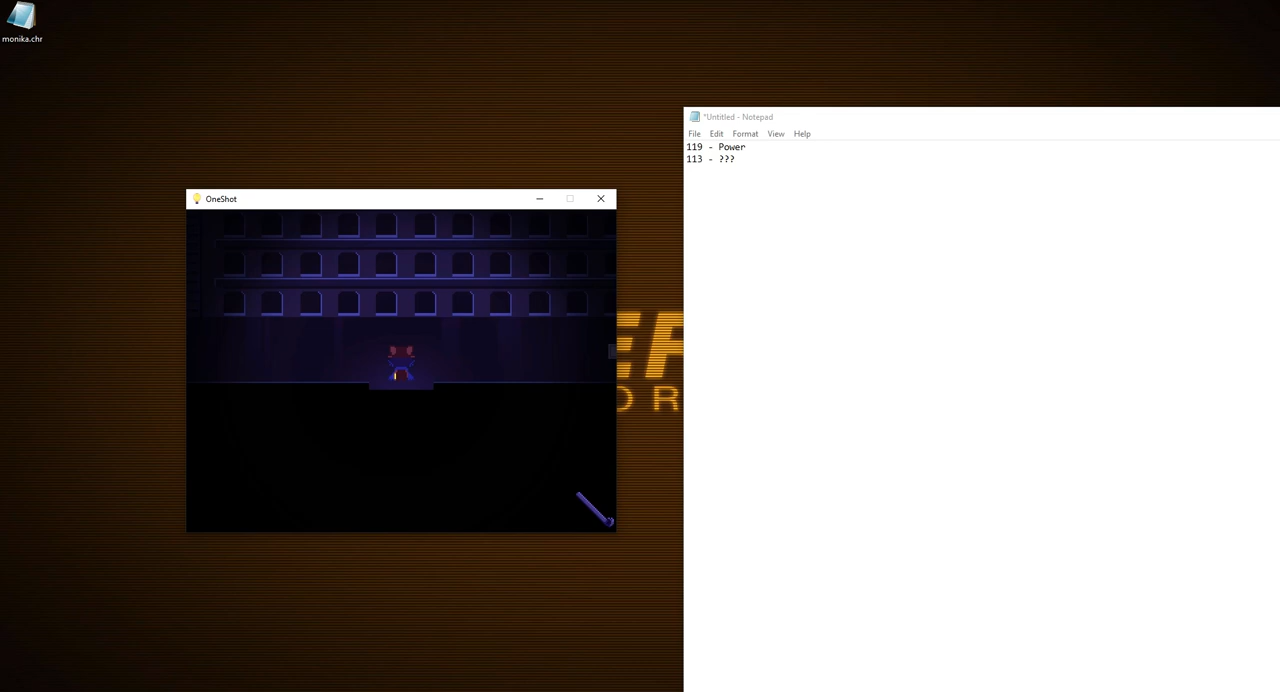 monika.chr
*Untitled - Notepad
File Edit Format View Help
119 - Power
113 - ???
OneShot